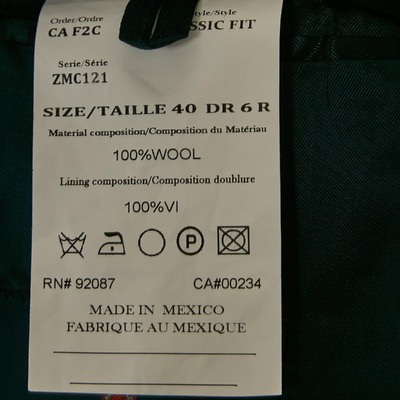 Order/Ordre
Style/Style
CA F2C
SSIC FIT
Serie/Série
ZMC121
SIZE/TAILLE 40 DR 6 R
Material composition/Composition du Matériau
100%WOOL
Lining composition/Composition doublure
100%VI
P
RN# 92087 CA#00234
MADE IN MEXICO
FABRIQUE AU MEXIQUE